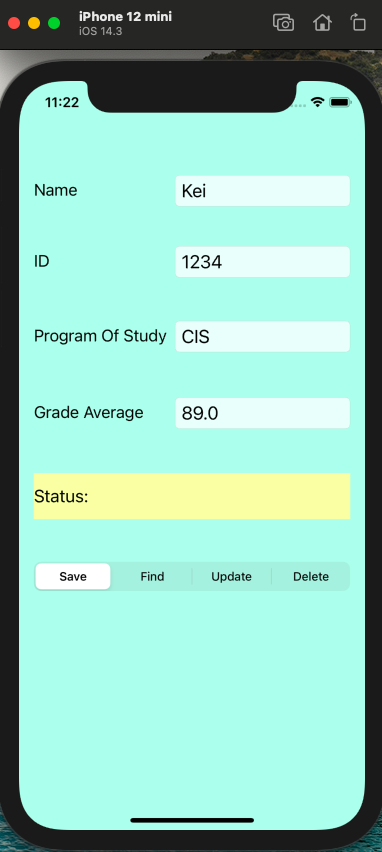 iPhone 12 mini
iOS 14.3
11:22
Name Kei
ID 1234
Program Of Study CIS
Grade Average 89.0
Status:
Save Find Update Delete